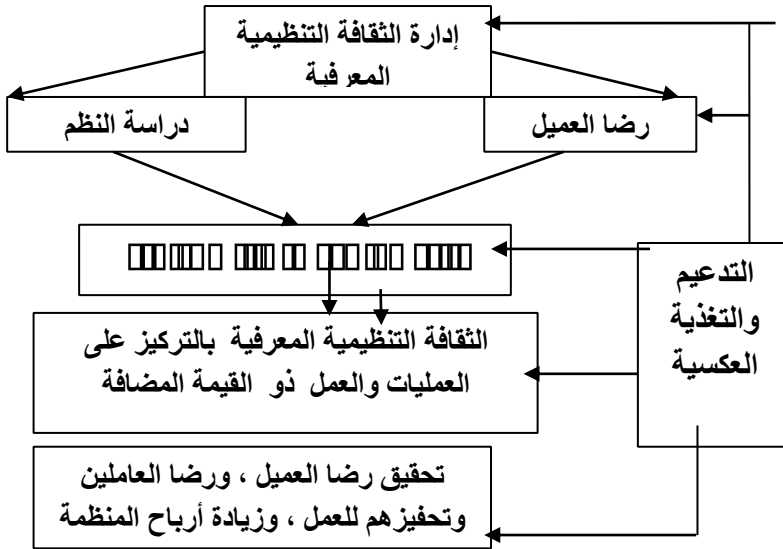 إدارة الثقافة التنظيمية
المعرفية
رضا العميل
دراسة النظم
التدعيم
والتغذية
العكسية
الثقافة التنظيمية المعرفية بالتركيز على
العمليات والعمل ذو القيمة المضافة
تحقيق رضا العميل ، ورضا العاملين
وتحفيزهم للعمل ، وزيادة أرباح المنظمة